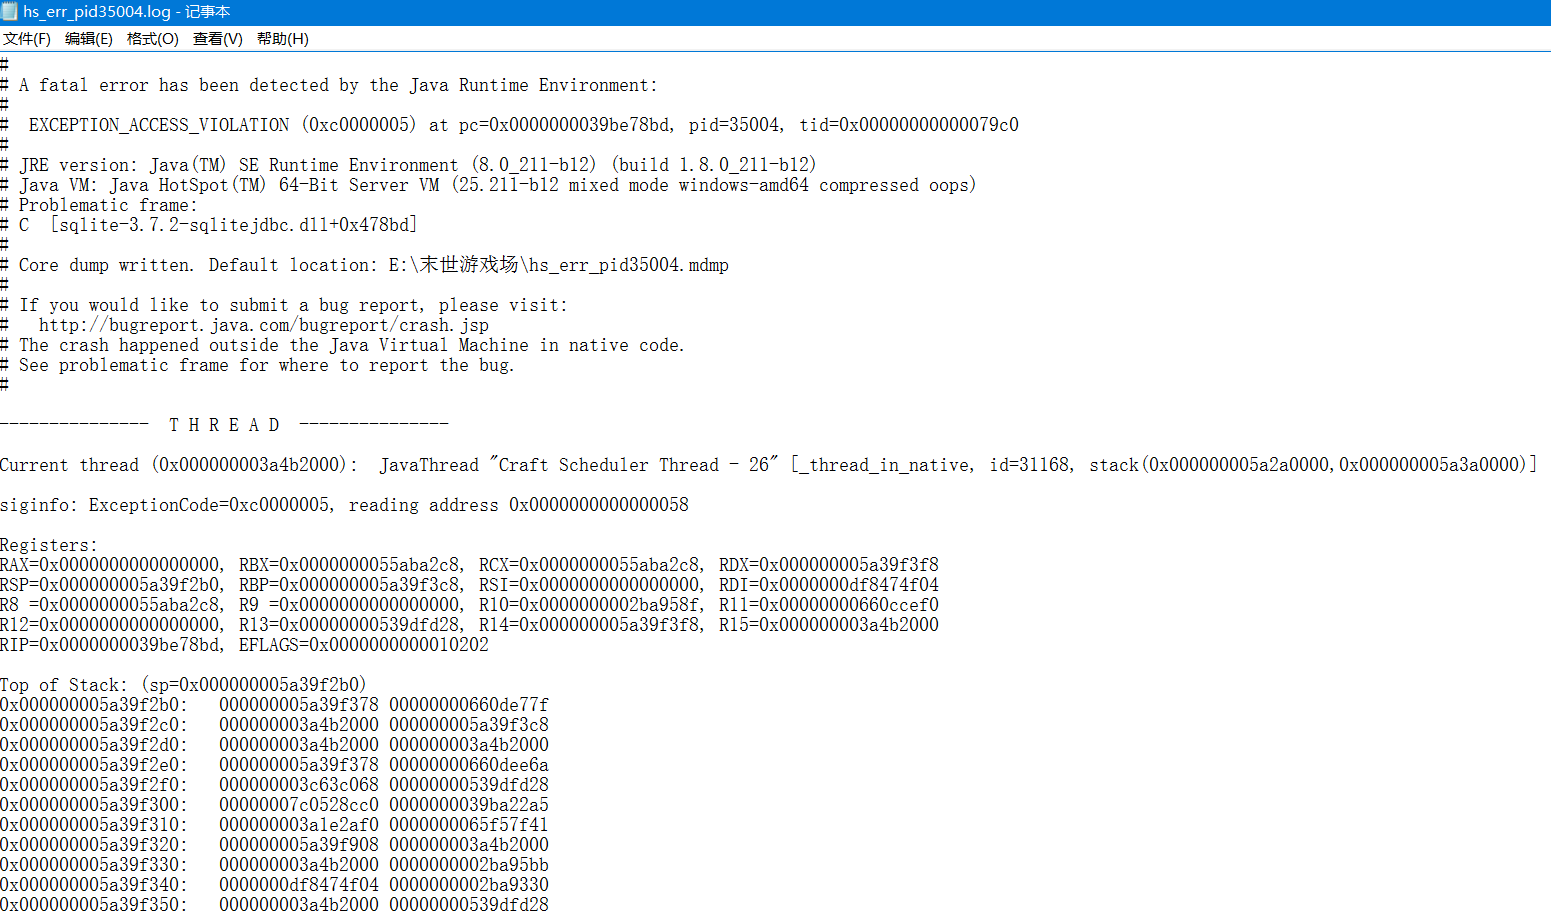 hs_err_pid35004.log - 记事本
文件(F) 编辑(E) 格式(O) 查看(V) 帮助(H)
#
# A fatal error has been detected by the Java Runtime Environment:
#
#  EXCEPTION_ACCESS_VIOLATION (0xc0000005) at pc=0x0000000039be78bd, pid=35004, tid=0x00000000000079c0
#
# JRE version: Java(TM) SE Runtime Environment (8.0_211-b12) (build 1.8.0_211-b12)
# Java VM: Java HotSpot(TM) 64-Bit Server VM (25.211-b12 mixed mode windows-amd64 compressed oops)
# Problematic frame:
# C  [sqlite-3.7.2-sqlitejdbc.dll+0x478bd]
#
# Core dump written. Default location: E:\末世游戏场\hs_err_pid35004.mdmp
#
# If you would like to submit a bug report, please visit:
#   http://bugreport.java.com/bugreport/crash.jsp
# The crash happened outside the Java Virtual Machine in native code.
# See problematic frame for where to report the bug.
#
---------------  T H R E A D  ---------------
Current thread (0x000000003a4b2000):  JavaThread "Craft Scheduler Thread - 26" [_thread_in_native, id=31168, stack(0x000000005a2a0000,0x000000005a3a0000)]
siginfo: ExceptionCode=0xc0000005, reading address 0x0000000000000058
Registers:
RAX=0x0000000000000000, RBX=0x0000000055aba2c8, RCX=0x0000000055aba2c8, RDX=0x000000005a39f3f8
RSP=0x000000005a39f2b0, RBP=0x000000005a39f3c8, RSI=0x0000000000000000, RDI=0x0000000df8474f04
R8 =0x0000000055aba2c8, R9 =0x0000000000000000, R10=0x0000000002ba958f, R11=0x00000000660ccef0
R12=0x0000000000000000, R13=0x00000000539dfd28, R14=0x000000005a39f3f8, R15=0x000000003a4b2000
RIP=0x0000000039be78bd, EFLAGS=0x0000000000010202
Top of Stack: (sp=0x000000005a39f2b0)
0x000000005a39f2b0:   000000005a39f378 00000000660de77f
0x000000005a39f2c0:   000000003a4b2000 000000005a39f3c8
0x000000005a39f2d0:   000000003a4b2000 000000003a4b2000
0x000000005a39f2e0:   000000005a39f378 00000000660dee6a
0x000000005a39f2f0:   000000003c63c068 00000000539dfd28
0x000000005a39f300:   00000007c0528cc0 0000000039ba22a5
0x000000005a39f310:   000000003a1e2af0 0000000065f57f41
0x000000005a39f320:   000000005a39f908 000000003a4b2000
0x000000005a39f330:   000000003a4b2000 0000000002ba95bb
0x000000005a39f340:   0000000df8474f04 0000000002ba9330
0x000000005a39f350:   000000003a4b2000 00000000539dfd28